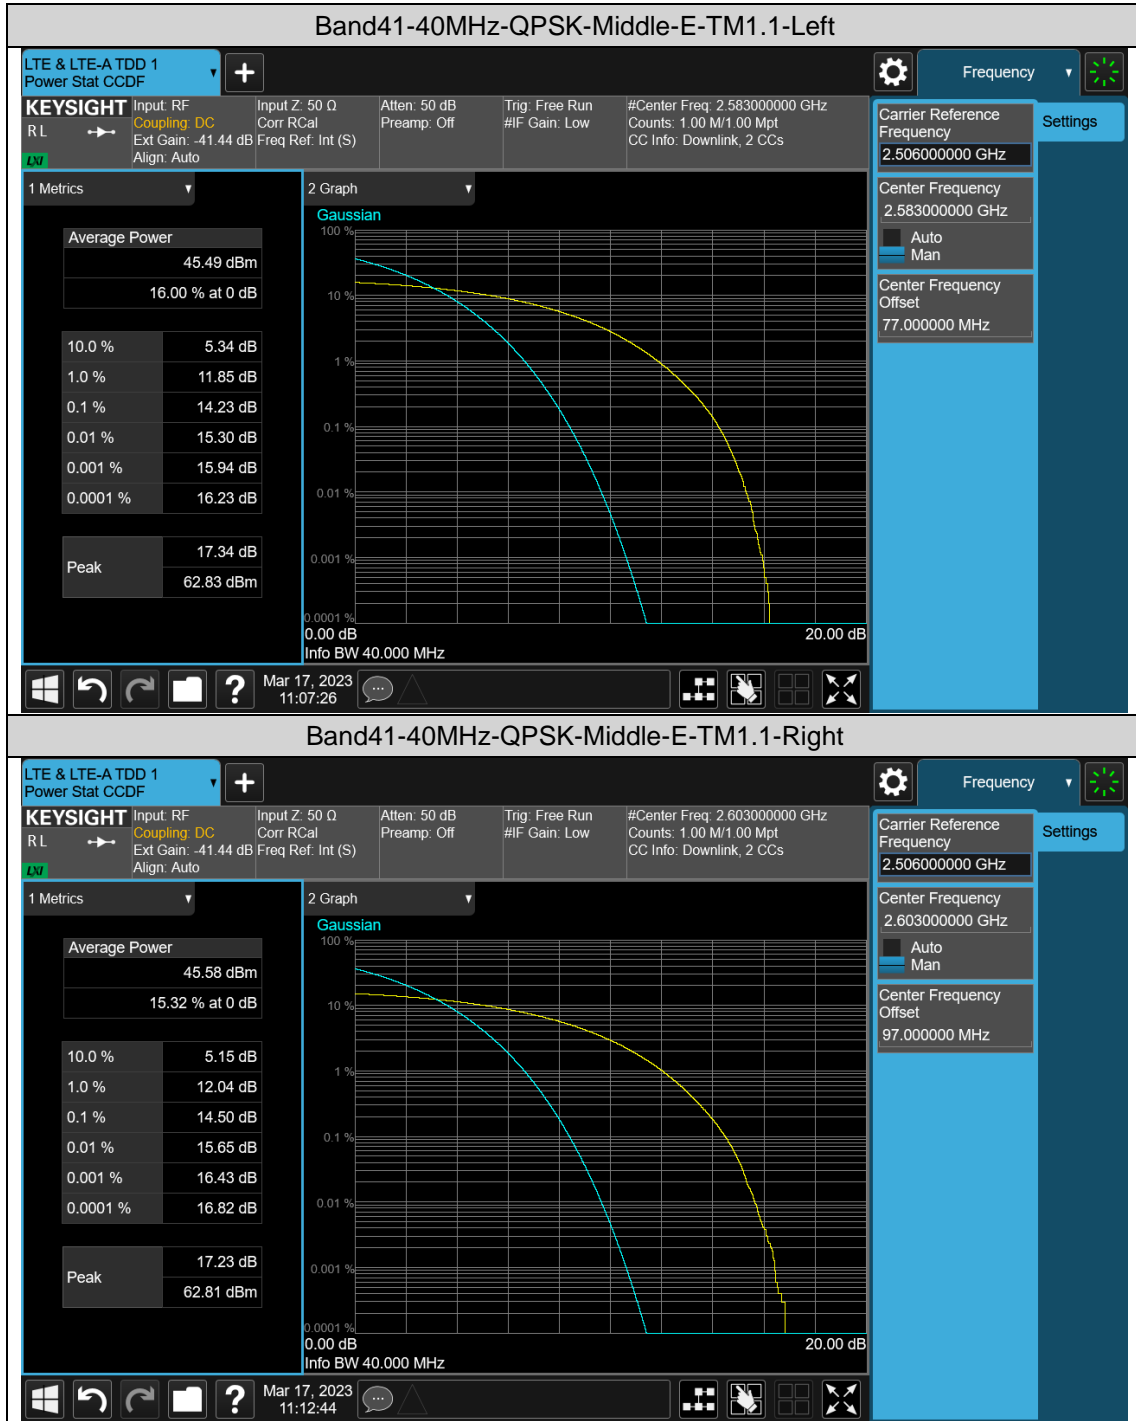 Band41-40MHz-QPSK-Middle-E-TM1.1-Left
LTE & LTE-A TDD 1
Power Stat CCDF
Frequency
KEYSIGHT
R L
LXI
Input: RF
Coupling: DC
Ext Gain: -41.44 dB
Align: Auto
Input Z: 50 Ω
Corr RCal
Freq Ref: Int (S)
Atten: 50 dB
Preamp: Off
Trig: Free Run
#IF Gain: Low
#Center Freq: 2.583000000 GHz
Counts: 1.00 M/1.00 Mpt
CC Info: Downlink, 2 CCs
Carrier Reference
Frequency
2.506000000 GHz
Settings
Center Frequency
2.583000000 GHz
Auto
Man
Center Frequency
Offset
77.000000 MHz
1 Metrics
Average Power
45.49 dBm
16.00 % at 0 dB
10.0 % 5.34 dB
1.0 % 11.85 dB
0.1 % 14.23 dB
0.01 % 15.30 dB
0.001 % 15.94 dB
0.0001 % 16.23 dB
Peak
17.34 dB
62.83 dBm
2 Graph
Gaussian
100 %
10 %
1 %
0.1 %
0.01 %
0.001 %
0.0001 %
0.00 dB 20.00 dB
Info BW 40.000 MHz
?
Mar 17, 2023
11:07:26
Band41-40MHz-QPSK-Middle-E-TM1.1-Right
LTE & LTE-A TDD 1
Power Stat CCDF
Frequency
KEYSIGHT
R L
LXI
Input: RF
Coupling: DC
Ext Gain: -41.44 dB
Align: Auto
Input Z: 50 Ω
Corr RCal
Freq Ref: Int (S)
Atten: 50 dB
Preamp: Off
Trig: Free Run
#IF Gain: Low
#Center Freq: 2.603000000 GHz
Counts: 1.00 M/1.00 Mpt
CC Info: Downlink, 2 CCs
Carrier Reference
Frequency
2.506000000 GHz
Settings
Center Frequency
2.603000000 GHz
Auto
Man
Center Frequency
Offset
97.000000 MHz
1 Metrics
Average Power
45.58 dBm
15.32 % at 0 dB
10.0 % 5.15 dB
1.0 % 12.04 dB
0.1 % 14.50 dB
0.01 % 15.65 dB
0.001 % 16.43 dB
0.0001 % 16.82 dB
Peak
17.23 dB
62.81 dBm
2 Graph
Gaussian
100 %
10 %
1 %
0.1 %
0.01 %
0.001 %
0.0001 %
0.00 dB 20.00 dB
Info BW 40.000 MHz
?
Mar 17, 2023
11:12:44